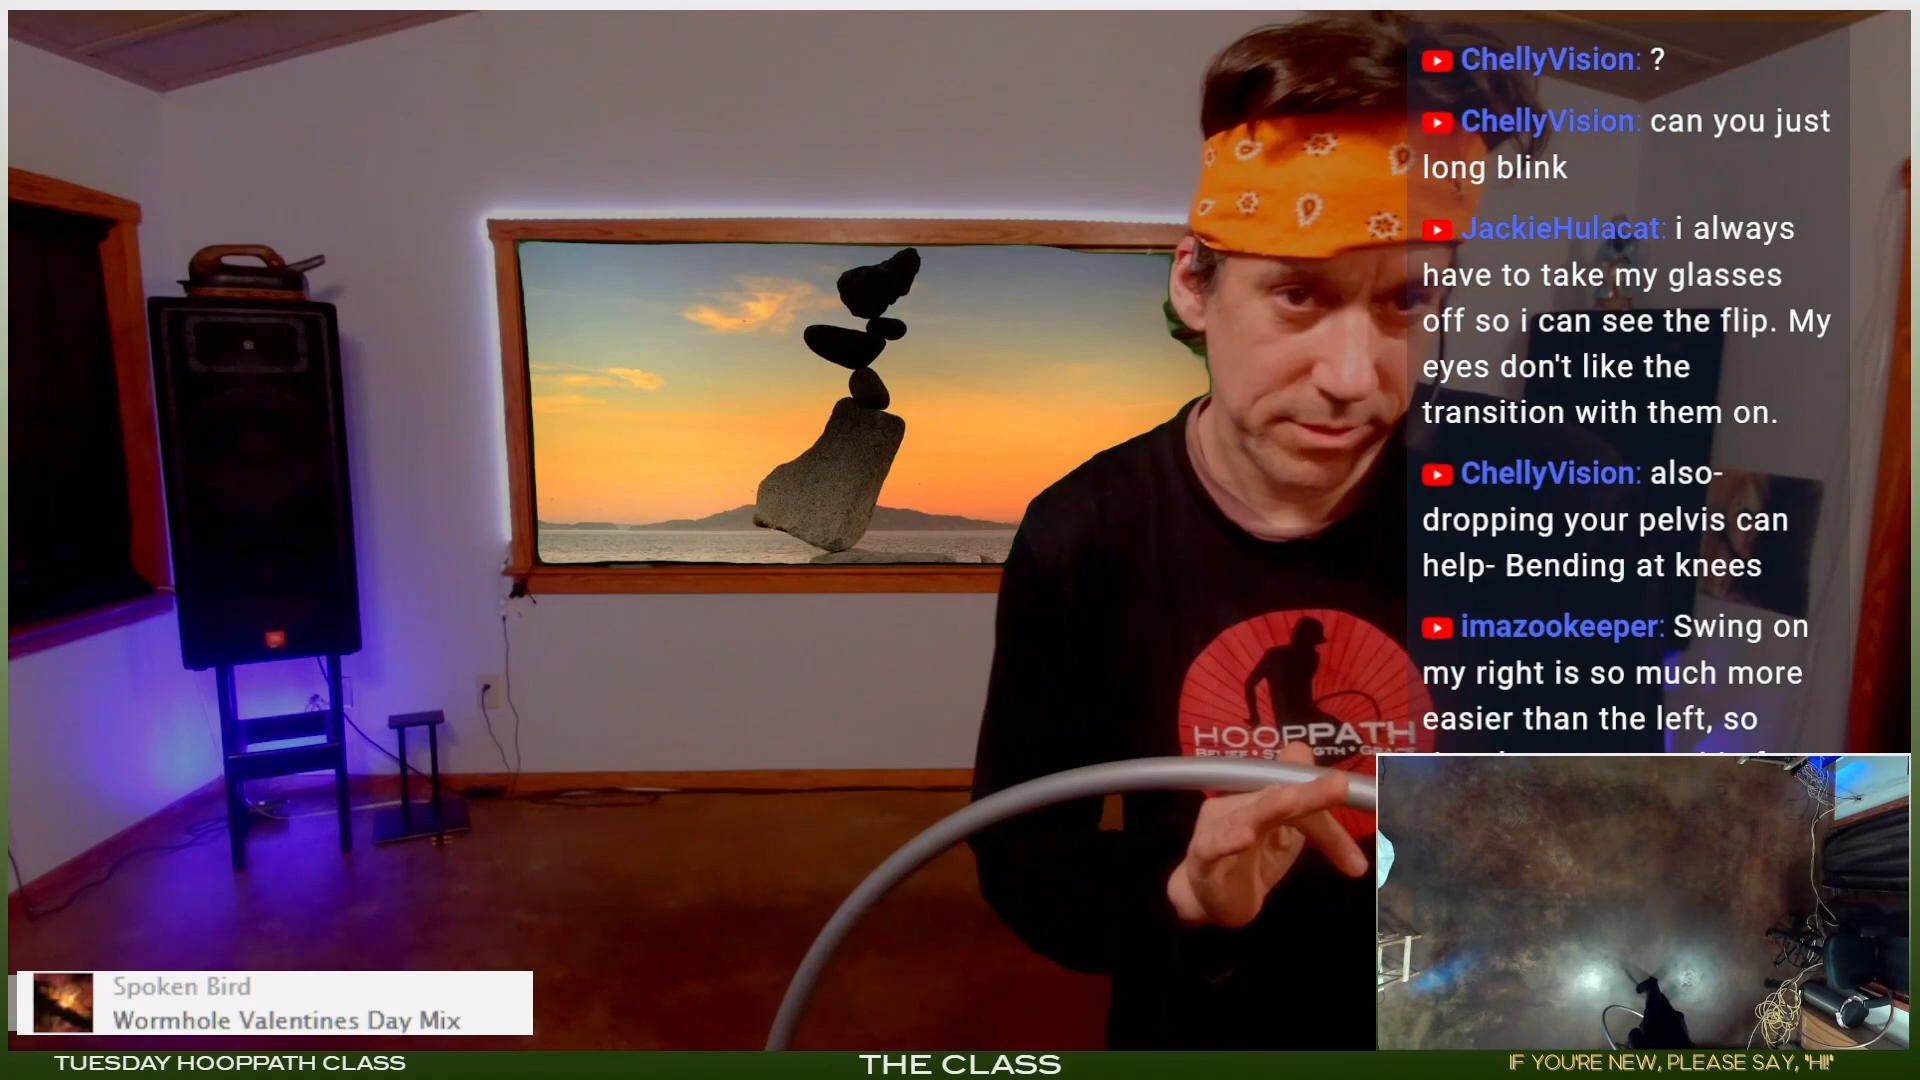 ChellyVision: ?
ChellyVision: can you just
long blink
JackieHulacat: i always
have to take my glasses
off so i can see the flip. My
eyes don't like the
transition with them on.
ChellyVision: also-
dropping your pelvis can
help- Bending at knees
imazookeeper: Swing on
my right is so much more
easier than the left, so
HOOPPATH
BELIEF • STRENGTH • GRACE
Spoken Bird
Wormhole Valentines Day Mix
TUESDAY HOOPPATH CLASS
THE CLASS
IF YOU'RE NEW, PLEASE SAY, "HI!"